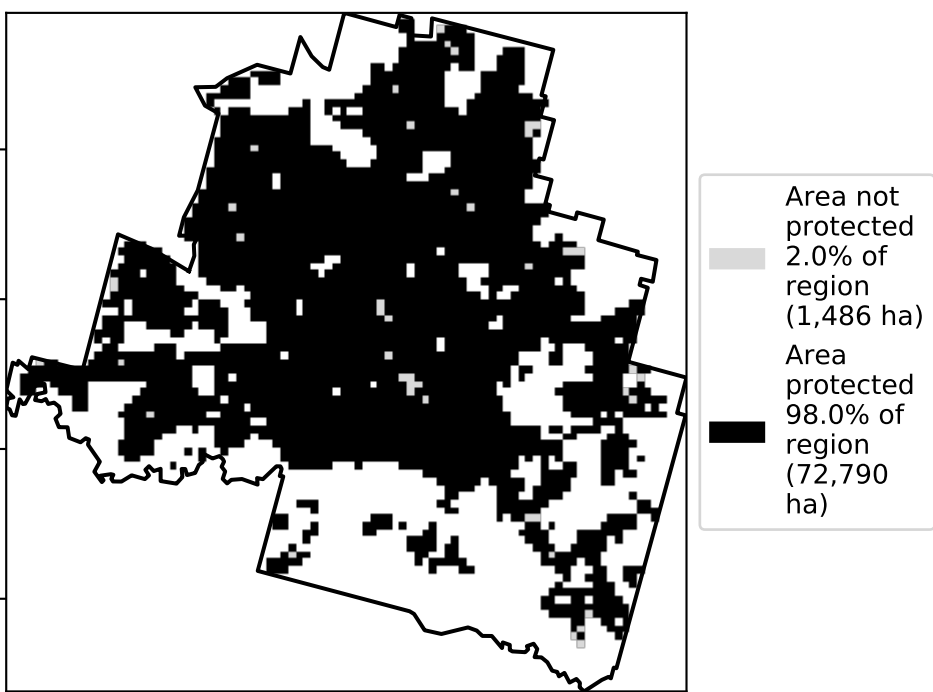 Area not
protected
2.0% of
region
(1,486 ha)
Area
protected
98.0% of
region
(72,790
ha)